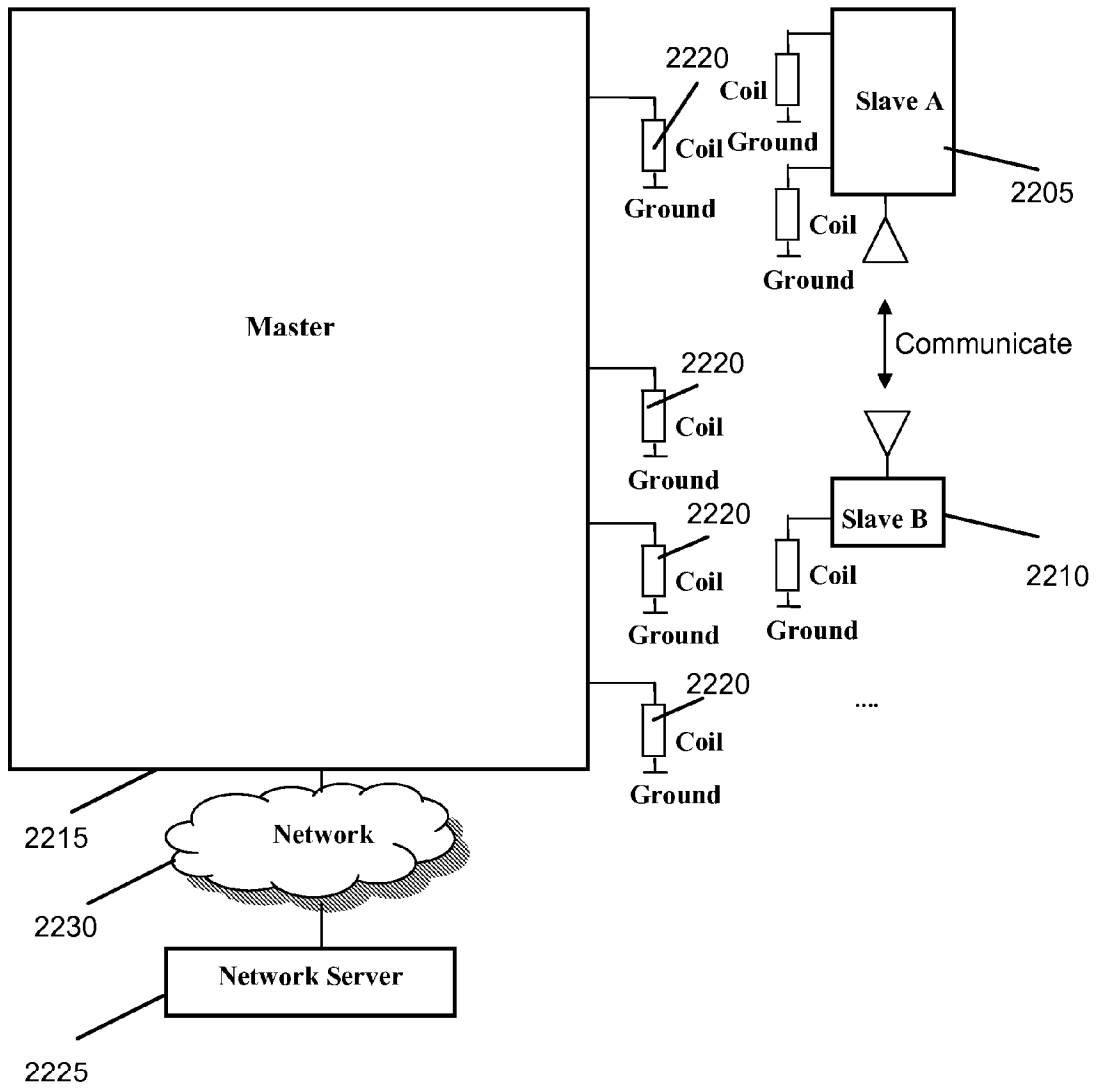 2220
Coil
Ground
Coil
Ground
Slave A
2205
Coil
Ground
Communicate
Master
2220
Coil
Ground
2220
Coil
Ground
Slave B
2210
Coil
Ground
2220
Coil
Ground
....
2215
Network
2230
Network Server
2225